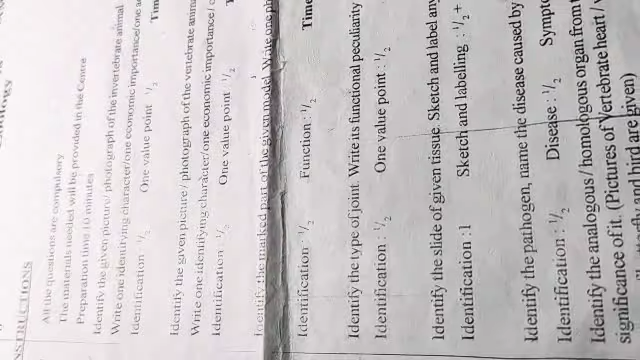 INSTRUCTIONS
All the questions are compulsory
The materials needed will be provided in the Centre
Preparation time 10 minutes
Identify the given picture/ photograph of the invertebrate animal
Write one identifying character/one economic importance/one
Identification ½ One value point ½ Tim
Identify the given picture / photograph of the vertebrate anim
Write one identifying character/one economic importance/
Identification ½ One value point ½
Identify the marked part of the given model. Write one
Identification ½ Function : ½ Time
Identify the type of joint. Write its functional peculiarity
Identification : ½ One value point : ½
Identify the slide of given tissue. Sketch and label any
Identification :1 Sketch and labelling : ½ +
Identify the pathogen, name the disease caused by
Identification : ½ Disease : ½ Sympto
Identify the analogous / homologous organ from t
significance of it. (Pictures of Vertebrate heart /
and bird are given)